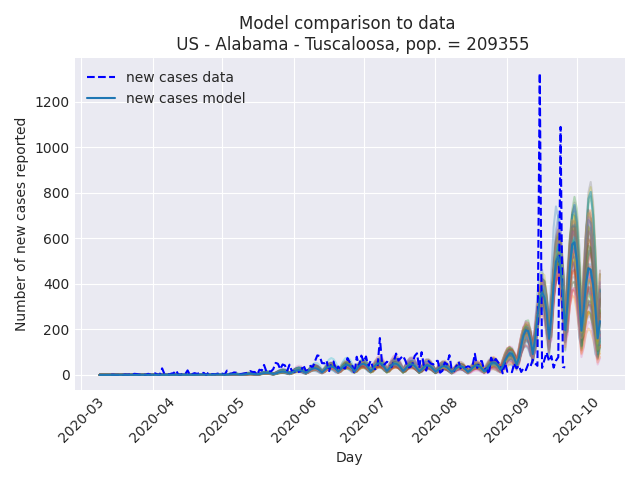 Model comparison to data
US - Alabama - Tuscaloosa, pop. = 209355
new cases data
new cases model
Number of new cases reported
1200
1000
800
600
400
200
0
2020-03
2020-04
2020-05
2020-06
2020-07
2020-08
2020-09
2020-10
Day